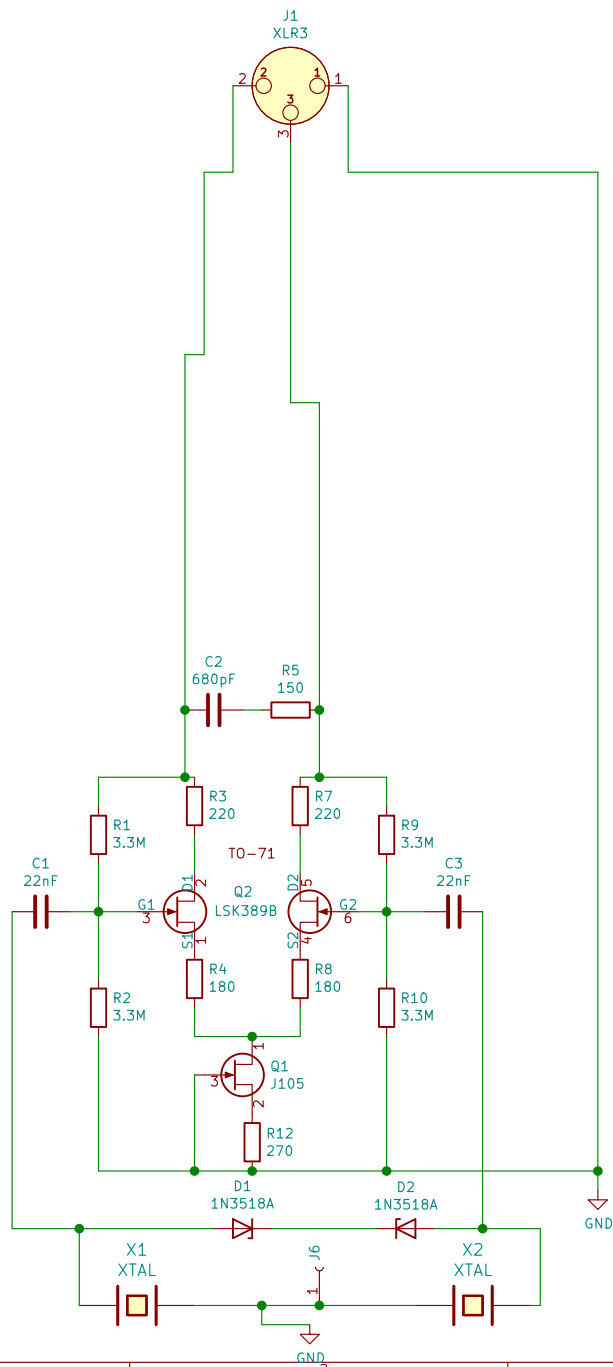 J1
XLR3
2
2
1
1
3
3
C2
680pF
R5
150
R3
220
R7
220
R1
3.3M
R9
3.3M
TO-71
C1
22nF
C3
22nF
D1
2
D2
5
Q2
LSK389B
G1
3
G2
6
S1
1
S2
4
R4
180
R8
180
R2
3.3M
R10
3.3M
1
Q1
J105
3
2
R12
270
D1
1N3518A
D2
1N3518A
GND
X1
XTAL
J6
1
X2
XTAL
GND